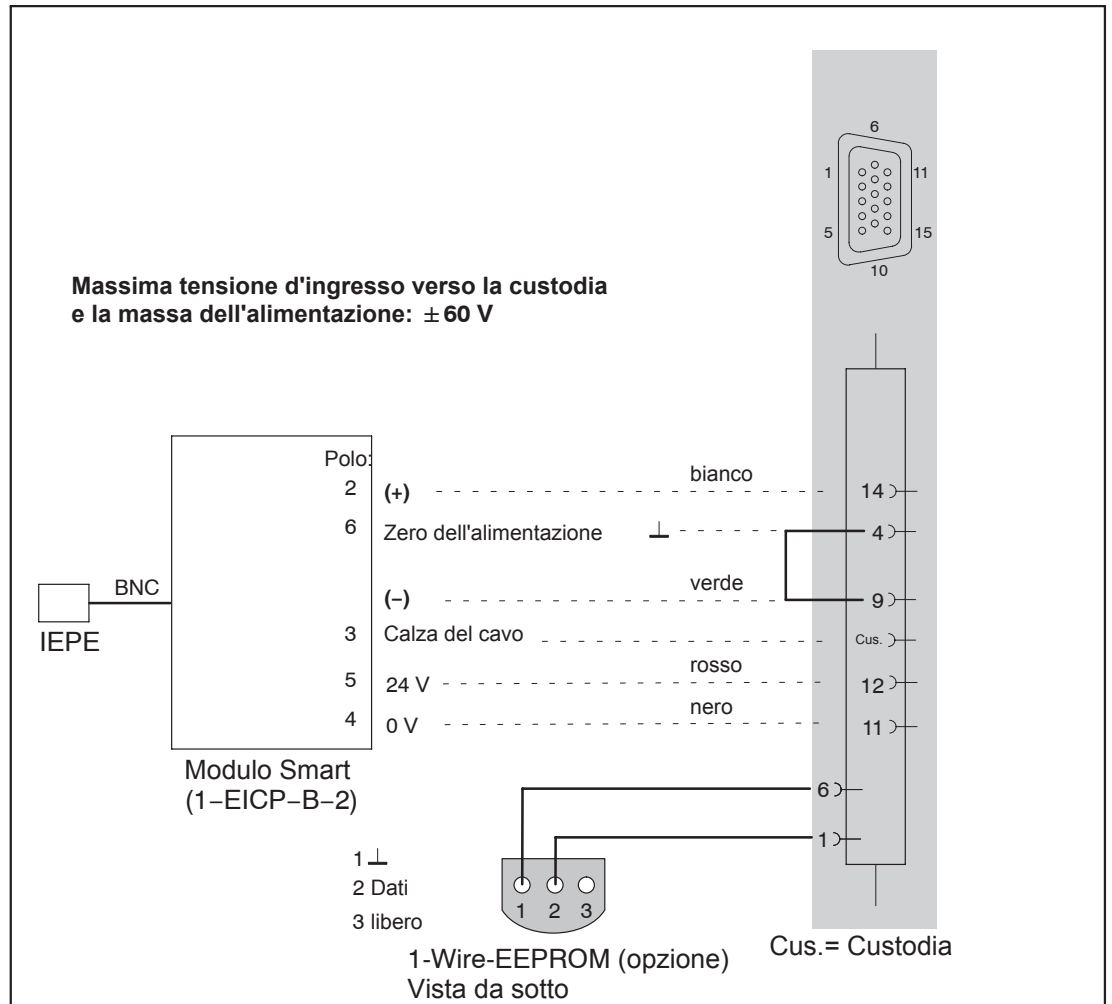 6
1
11
5
15
10
Massima tensione d'ingresso verso la custodia
e la massa dell'alimentazione: ±60 V
Polo:
2 (+) bianco 14
6 Zero dell'alimentazione ⊥ 4
BNC
(–) verde 9
IEPE
3 Calza del cavo Cus.
5 24 V rosso 12
4 0 V nero 11
Modulo Smart
(1–EICP–B–2)
6
1
1 ⊥
2 Dati
3 libero
1 2 3
1-Wire-EEPROM (opzione)
Vista da sotto
Cus.= Custodia